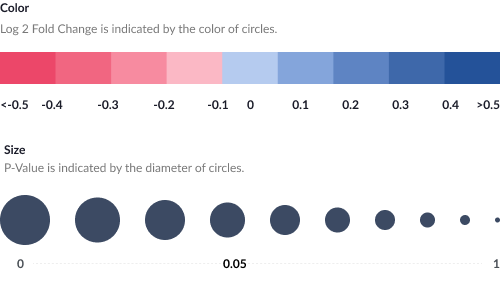 Color
Log 2 Fold Change is indicated by the color of circles.
<-0.5 -0.4 -0.3 -0.2 -0.1 0 0.1 0.2 0.3 0.4 >0.5
Size
P-Value is indicated by the diameter of circles.
0 0.05 1